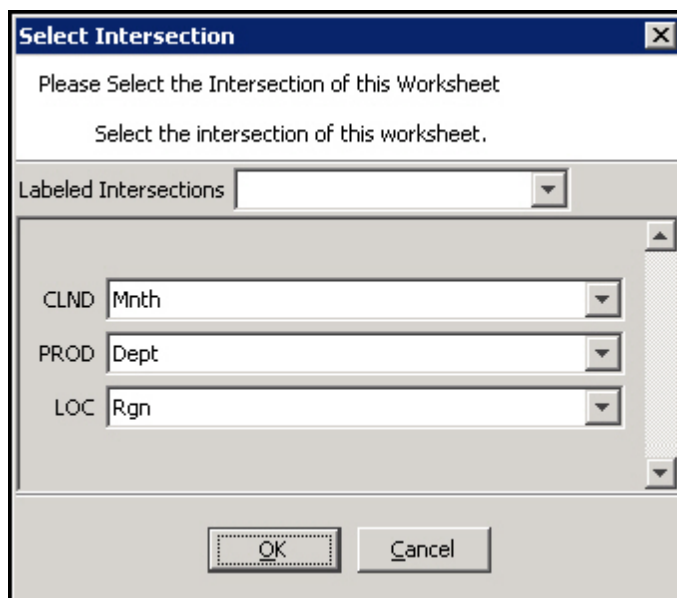 Select Intersection
Please Select the Intersection of this Worksheet
Select the intersection of this worksheet.
Labeled Intersections
CLND Mnth
PROD Dept
LOC Rgn
OK Cancel